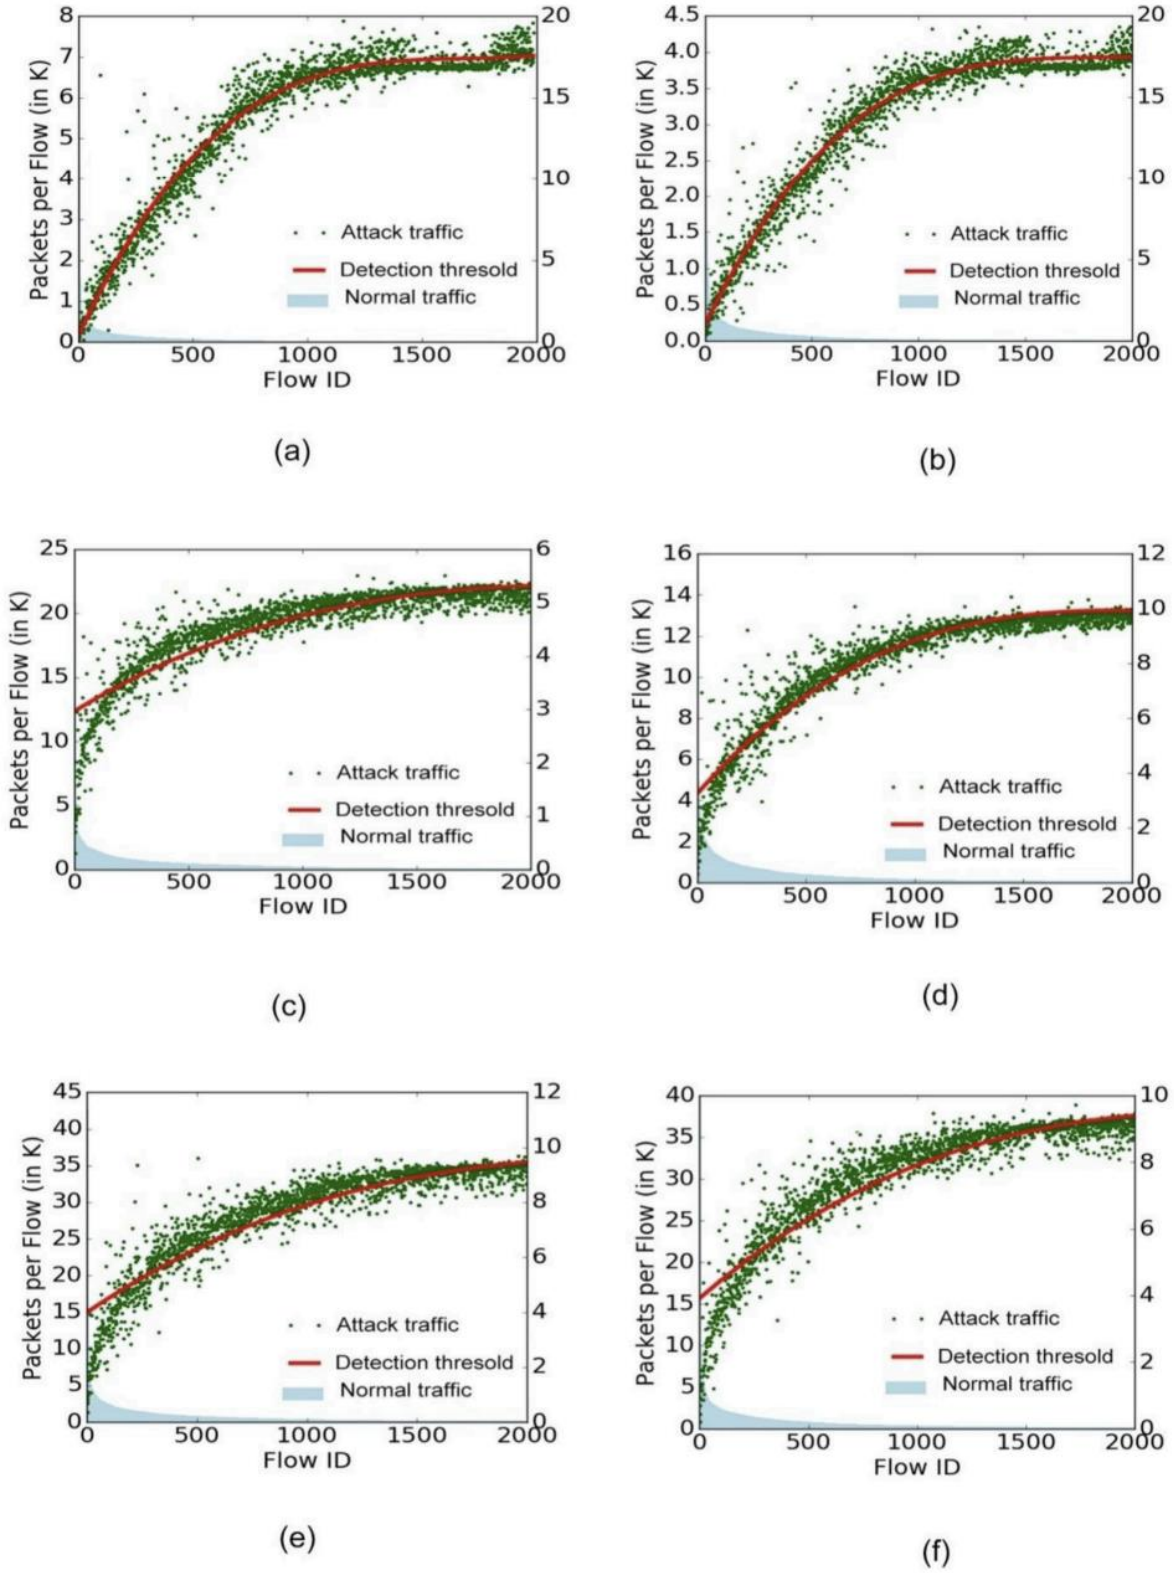 8
7
6
5
4
3
2
1
0
Packets per Flow (in K)
20
15
10
5
0
Attack traffic
Detection thresold
Normal traffic
0 500 1000 1500 2000
Flow ID
(a)
4.5
4.0
3.5
3.0
2.5
2.0
1.5
1.0
0.5
0.0
Packets per Flow (in K)
20
15
10
5
0
Attack traffic
Detection thresold
Normal traffic
0 500 1000 1500 2000
Flow ID
(b)
25
20
15
10
5
0
Packets per Flow (in K)
6
5
4
3
2
1
0
Attack traffic
Detection thresold
Normal traffic
0 500 1000 1500 2000
Flow ID
(c)
16
14
12
10
8
6
4
2
0
Packets per Flow (in K)
12
10
8
6
4
2
0
Attack traffic
Detection thresold
Normal traffic
0 500 1000 1500 2000
Flow ID
(d)
45
40
35
30
25
20
15
10
5
0
Packets per Flow (in K)
12
10
8
6
4
2
0
Attack traffic
Detection thresold
Normal traffic
0 500 1000 1500 2000
Flow ID
(e)
40
35
30
25
20
15
10
5
0
Packets per Flow (in K)
10
8
6
4
2
0
Attack traffic
Detection thresold
Normal traffic
0 500 1000 1500 2000
Flow ID
(f)